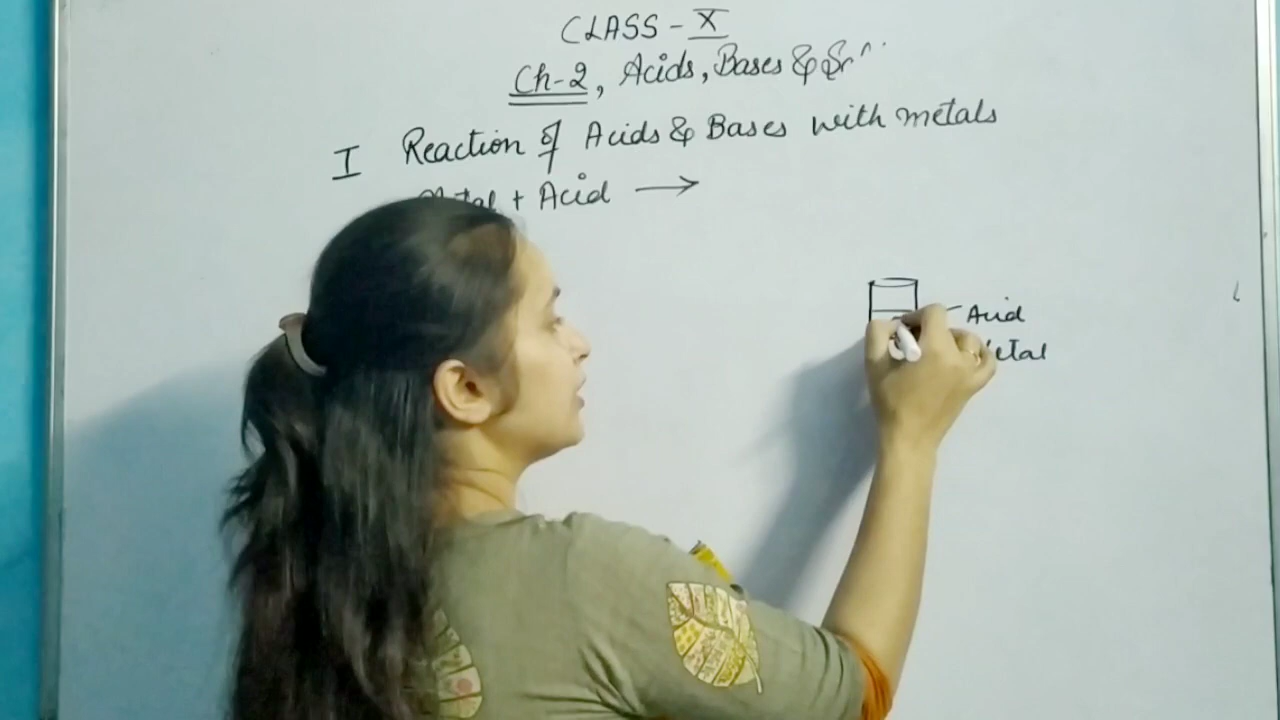 CLASS - X
Ch-2, Acids, Bases &
I Reaction of Acids & Bases with metals
+ Acid →
Acid